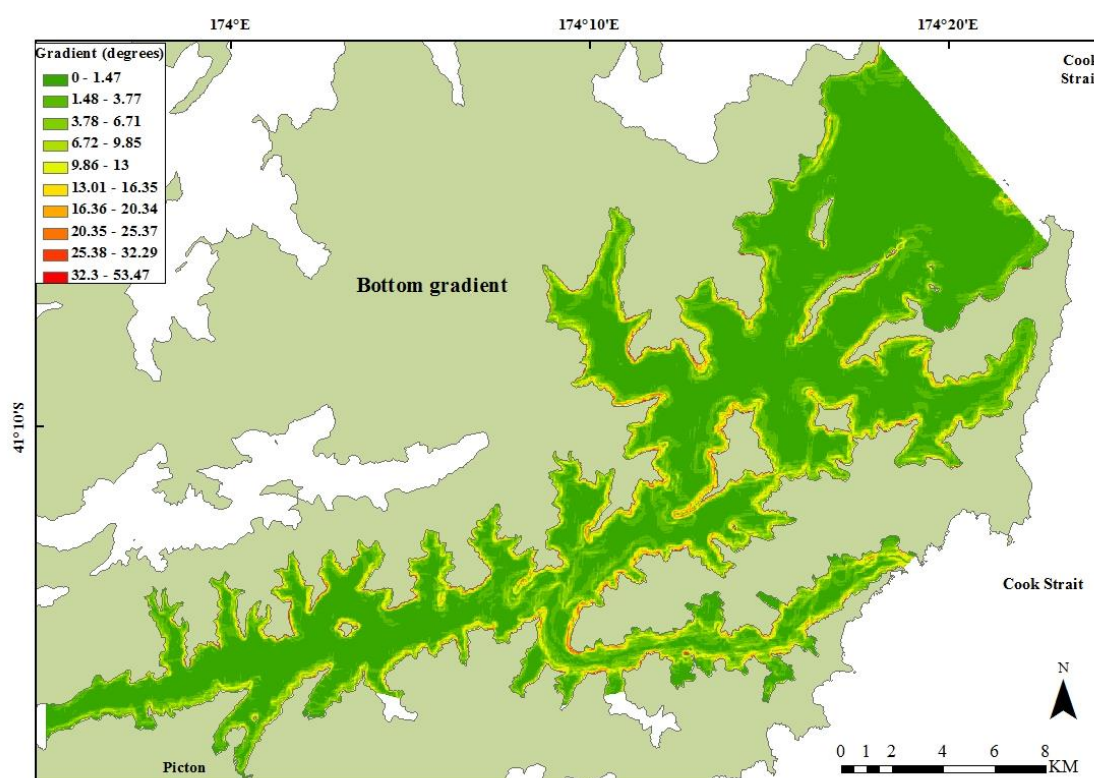 174°E 174°10'E 174°20'E
Gradient (degrees)
0 - 1.47
1.48 - 3.77
3.78 - 6.71
6.72 - 9.85
9.86 - 13
13.01 - 16.35
16.36 - 20.34
20.35 - 25.37
25.38 - 32.29
32.3 - 53.47
Cook
Strai
Bottom gradient
41°10'S
Cook Strait
N
Picton
0 1 2 4 6 8
KM